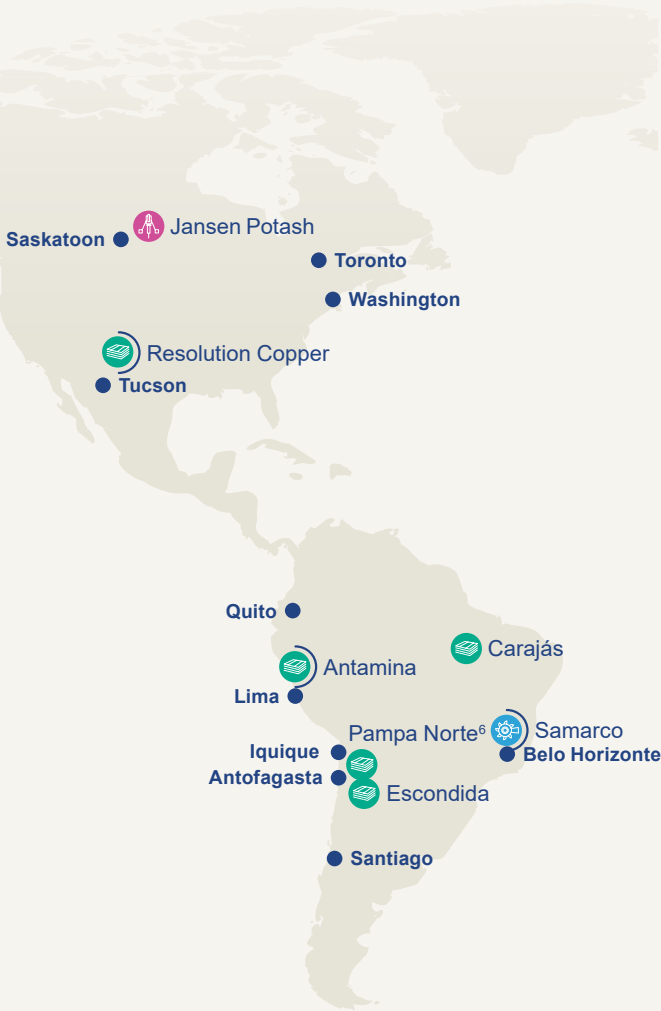 Jansen Potash
Saskatoon
Toronto
Washington
Resolution Copper
Tucson
Quito
Carajás
Antamina
Lima
Pampa Norte⁶
Samarco
Iquique
Belo Horizonte
Antofagasta
Escondida
Santiago